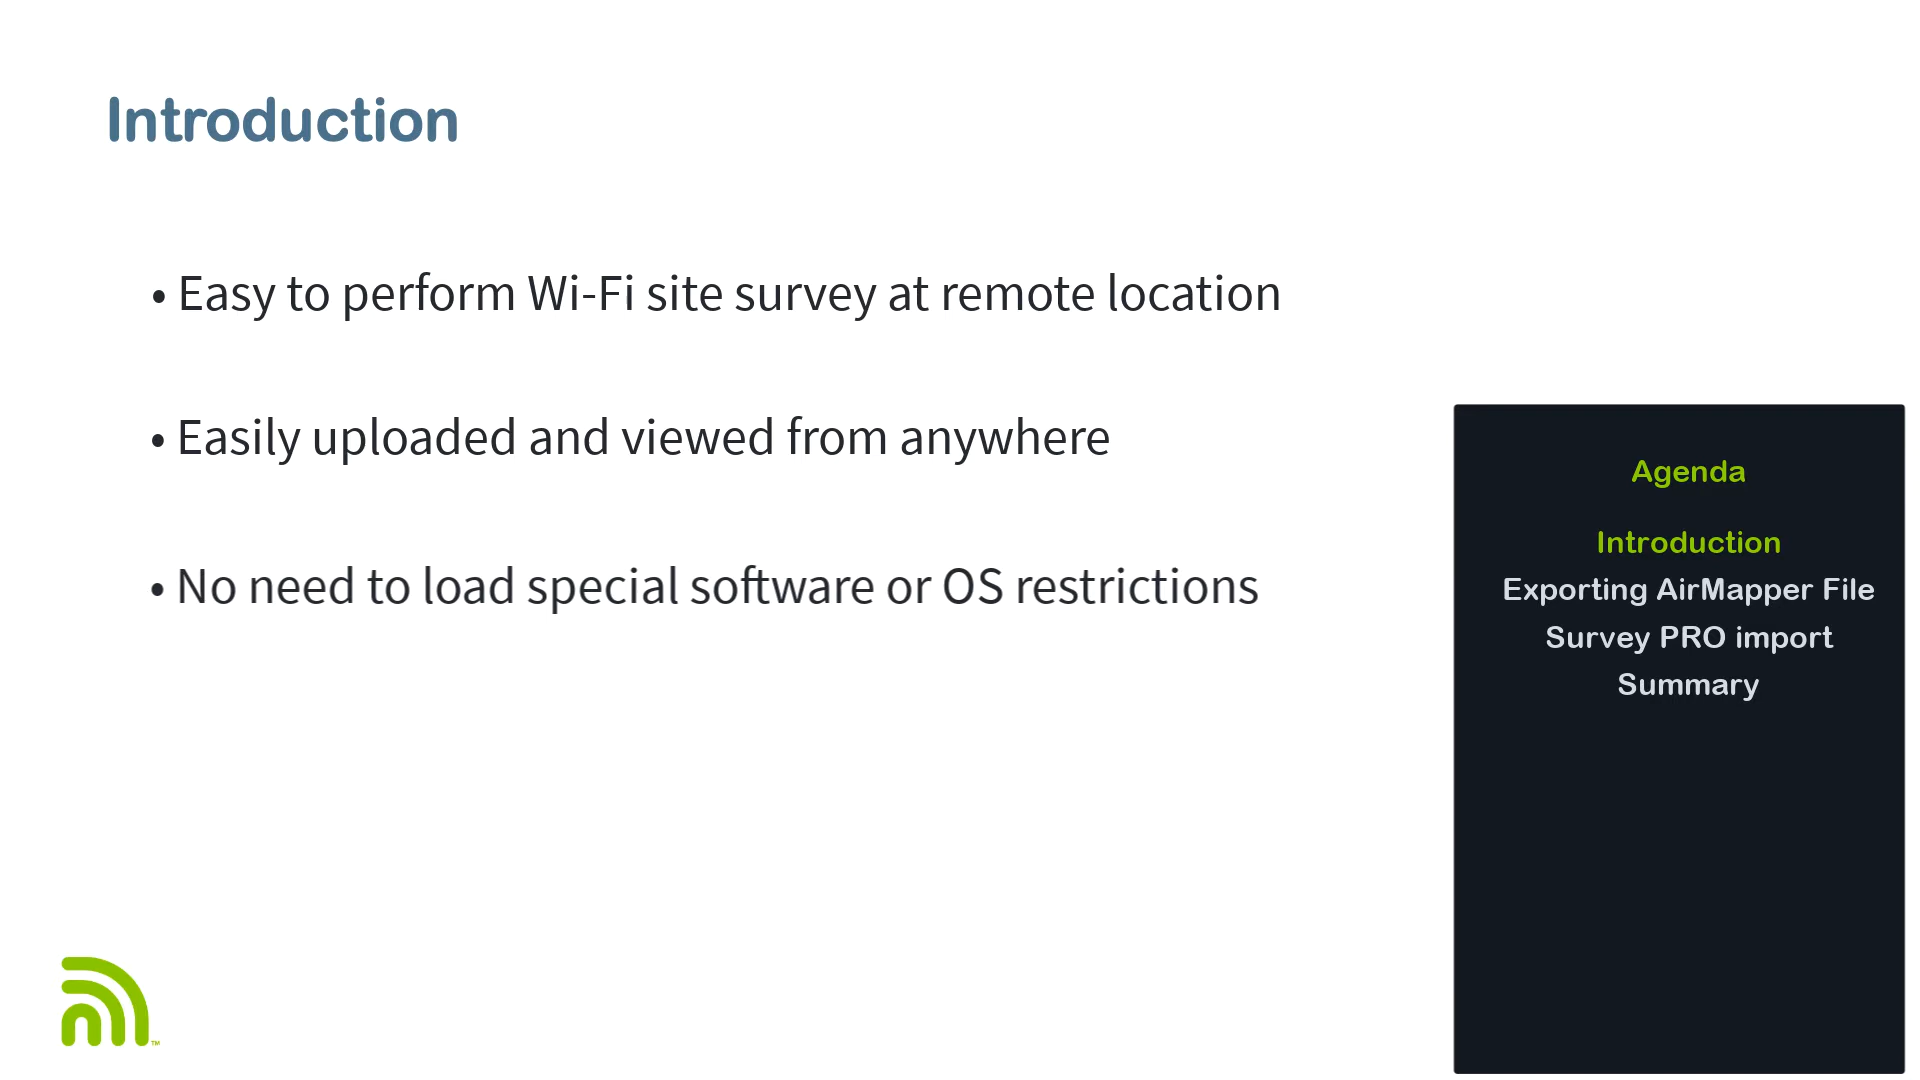 Introduction
• Easy to perform Wi-Fi site survey at remote location
• Easily uploaded and viewed from anywhere
• No need to load special software or OS restrictions
Agenda
Introduction
Exporting AirMapper File
Survey PRO import
Summary
TM